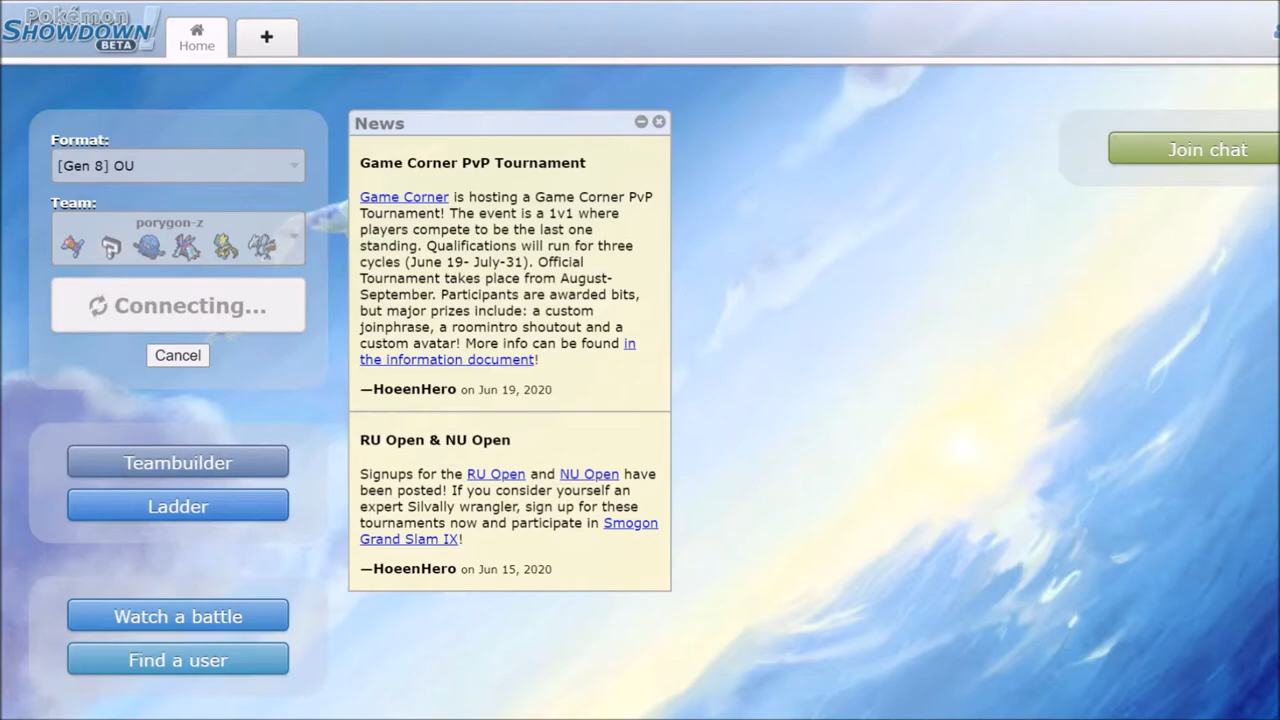 Pokémon
SHOWDOWN!
BETA
Home
+
Format:
[Gen 8] OU
Team:
porygon-z
Connecting...
Cancel
Teambuilder
Ladder
Watch a battle
Find a user
News
Game Corner PvP Tournament
Game Corner is hosting a Game Corner PvP
Tournament! The event is a 1v1 where
players compete to be the last one
standing. Qualifications will run for three
cycles (June 19- July-31). Official
Tournament takes place from August-
September. Participants are awarded bits,
but major prizes include: a custom
joinphrase, a roomintro shoutout and a
custom avatar! More info can be found in
the information document!
—HoeenHero on Jun 19, 2020
RU Open & NU Open
Signups for the RU Open and NU Open have
been posted! If you consider yourself an
expert Silvally wrangler, sign up for these
tournaments now and participate in Smogon
Grand Slam IX!
—HoeenHero on Jun 15, 2020
Join chat